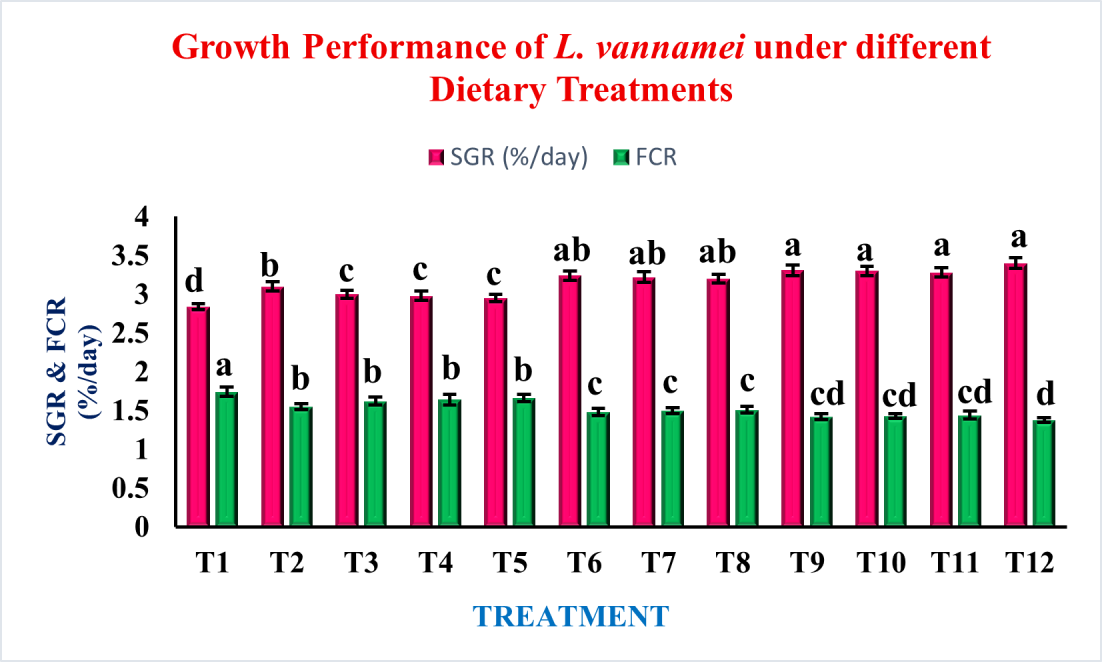 Growth Performance of L. vannamei under different
Dietary Treatments
SGR (%/day) FCR
SGR & FCR
(%/day)
4
3.5
3
2.5
2
1.5
1
0.5
0
d b c c c ab ab ab a a a a
a b b b b c c c cd cd cd d
T1 T2 T3 T4 T5 T6 T7 T8 T9 T10 T11 T12
TREATMENT